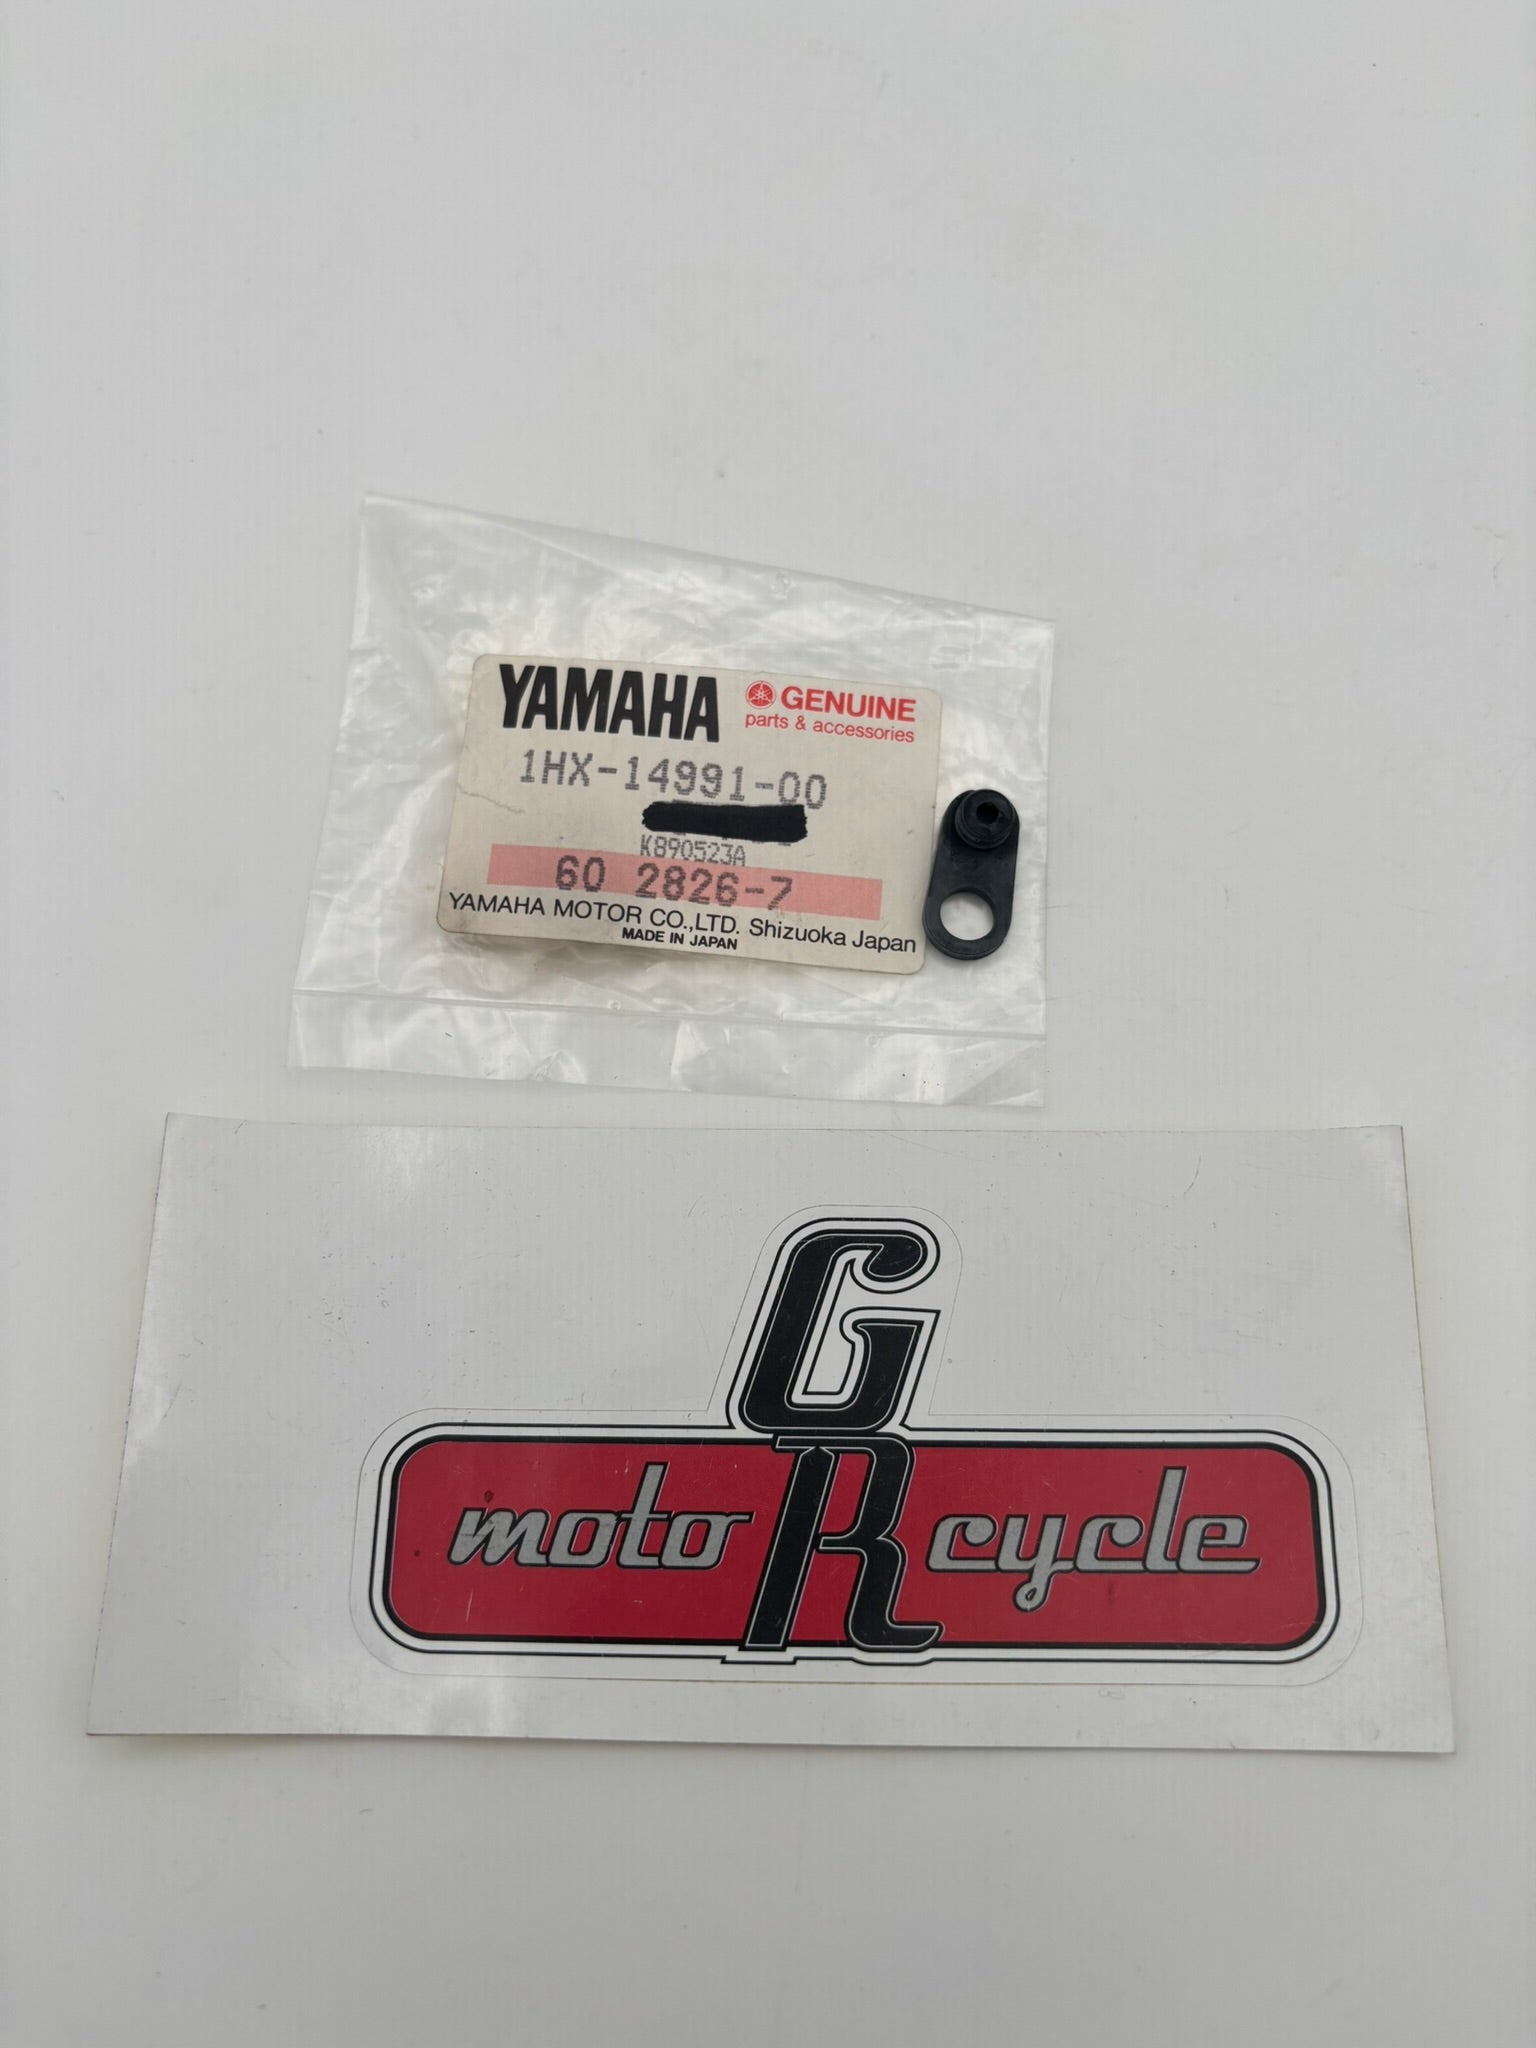 YAMAHA GENUINE
parts & accessories
1HX-14991-00
K890523A
60 2826-7
YAMAHA MOTOR CO.,LTD. Shizuoka Japan
MADE IN JAPAN
G
moto R cycle